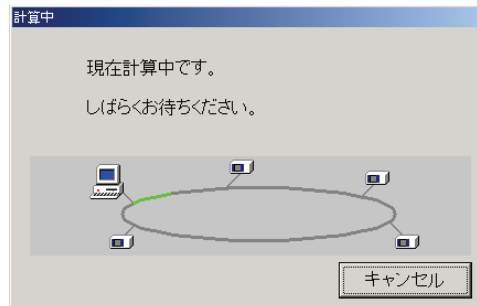 計算中
現在計算中です。
しばらくお待ちください。
キャンセル